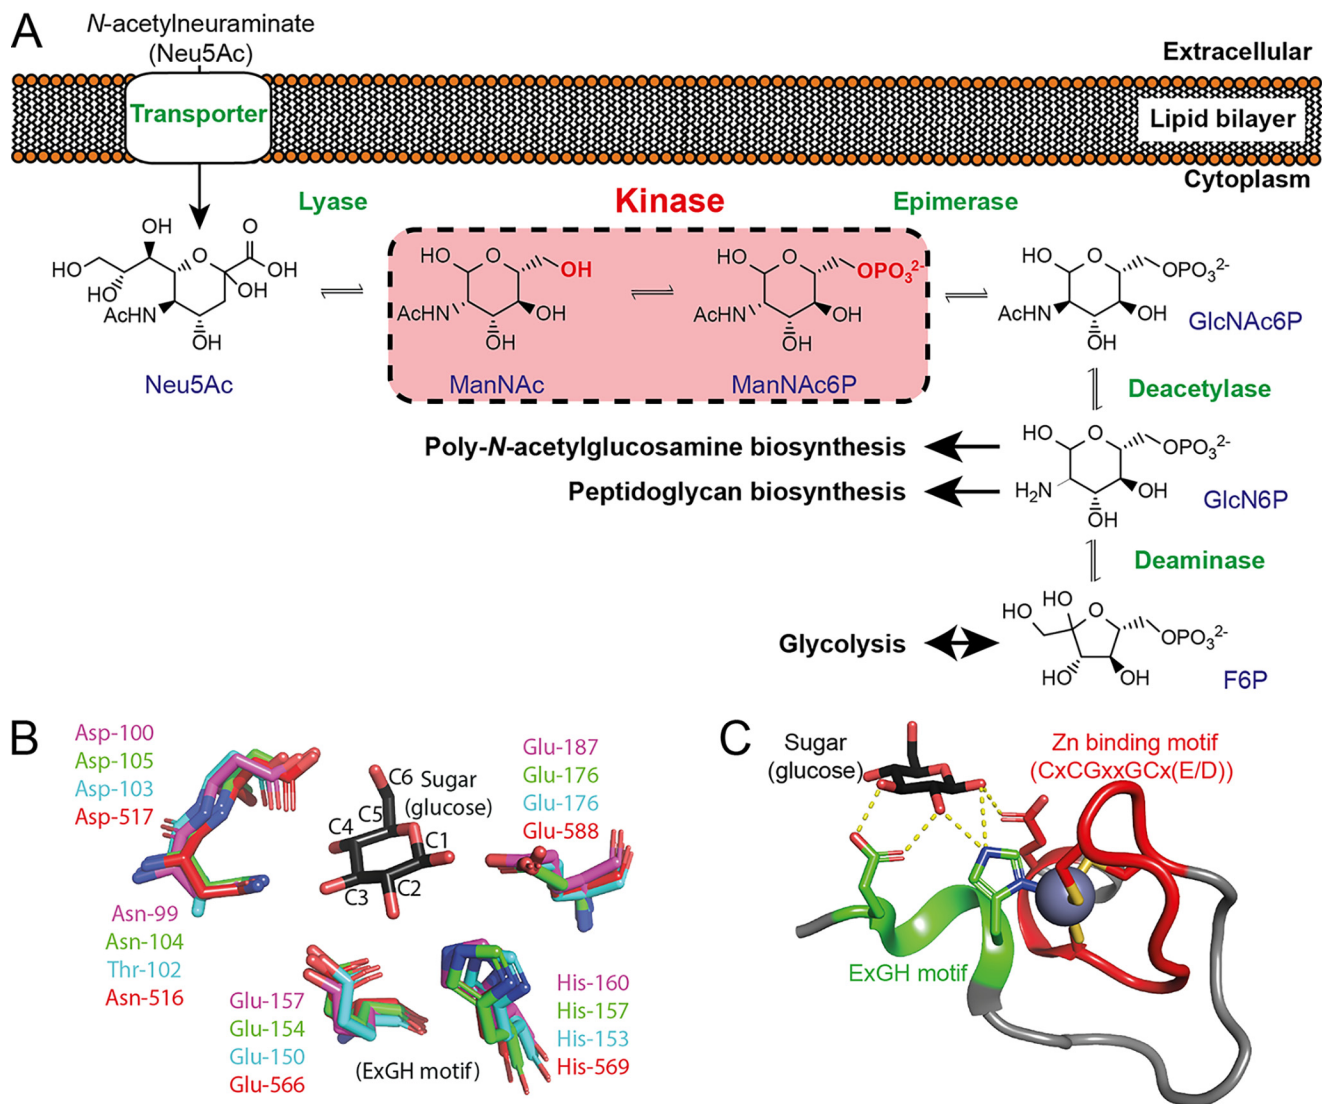 A
N-acetylneuraminate
(Neu5Ac)
Extracellular
Transporter
Lipid bilayer
Cytoplasm
Lyase
Kinase
Epimerase
OH
HO
O
O
OH
OH
HO
AcHN
OH
Neu5Ac
HO
O
OH
AcHN
OH
OH
ManNAc
HO
O
OPO₃²⁻
AcHN
OH
OH
ManNAc6P
HO
O
OPO₃²⁻
AcHN
OH
OH
GlcNAc6P
Deacetylase
Poly-N-acetylglucosamine biosynthesis
Peptidoglycan biosynthesis
HO
O
OPO₃²⁻
H₂N
OH
OH
GlcN6P
Deaminase
Glycolysis
HO
HO
O
OPO₃²⁻
HO
OH
F6P
B
Asp-100
Asp-105
Asp-103
Asp-517
C6
Sugar
(glucose)
C5
C4
C1
C3
C2
Glu-187
Glu-176
Glu-176
Glu-588
Asn-99
Asn-104
Thr-102
Asn-516
Glu-157
Glu-154
Glu-150
Glu-566
(ExGH motif)
His-160
His-157
His-153
His-569
C
Sugar
(glucose)
Zn binding motif
(CxCGxxGCx(E/D))
ExGH motif